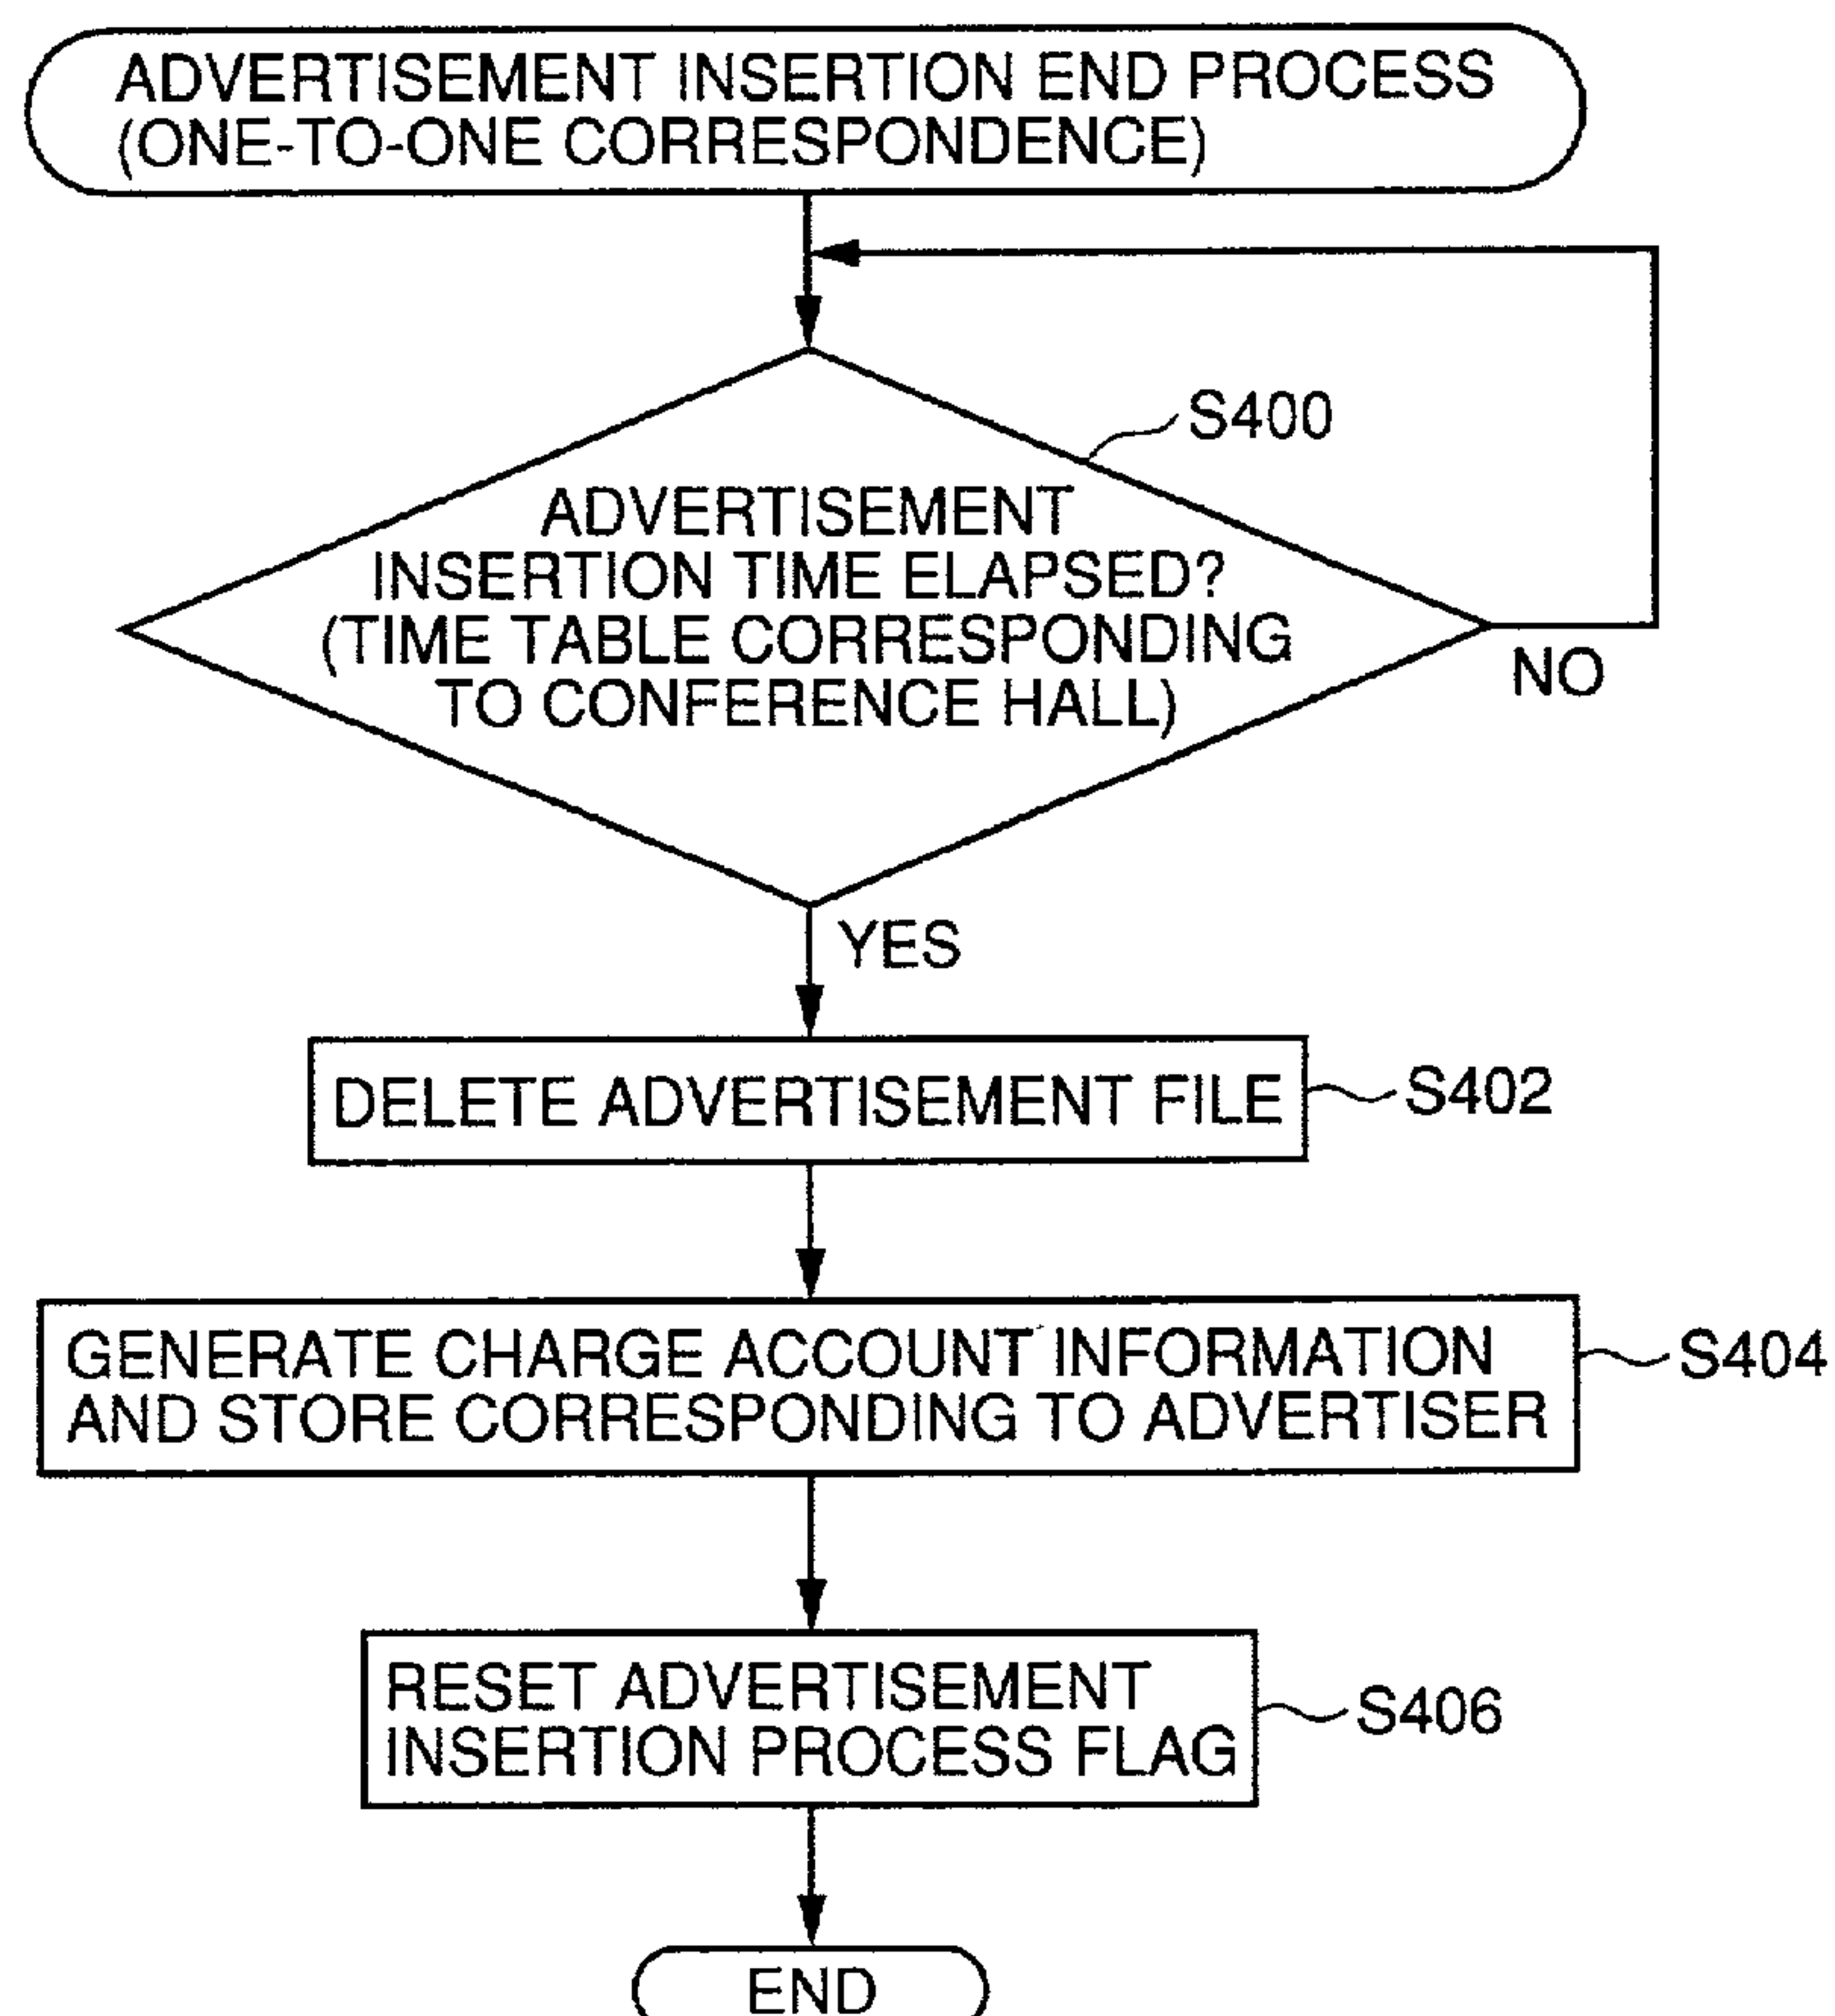 ADVERTISEMENT INSERTION END PROCESS
(ONE-TO-ONE CORRESPONDENCE)
S400
ADVERTISEMENT
INSERTION TIME ELAPSED?
(TIME TABLE CORRESPONDING
TO CONFERENCE HALL)
NO
YES
DELETE ADVERTISEMENT FILE
S402
GENERATE CHARGE ACCOUNT INFORMATION
AND STORE CORRESPONDING TO ADVERTISER
S404
RESET ADVERTISEMENT
INSERTION PROCESS FLAG
S406
END